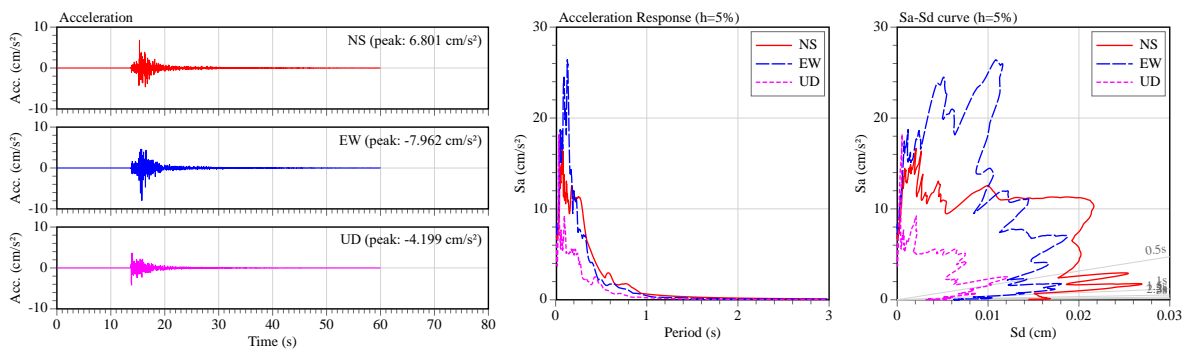 Acceleration
Acc. (cm/s²)
10
0
-10
NS (peak: 6.801 cm/s²)
Acc. (cm/s²)
10
0
-10
EW (peak: -7.962 cm/s²)
Acc. (cm/s²)
10
0
-10
UD (peak: -4.199 cm/s²)
0 10 20 30 40 50 60 70 80
Time (s)
Acceleration Response (h=5%)
Sa (cm/s²)
30
20
10
0
NS
EW
UD
0 1 2 3
Period (s)
Sa-Sd curve (h=5%)
Sa (cm/s²)
30
20
10
0
NS
EW
UD
0.5s
1s
0 0.01 0.02 0.03
Sd (cm)